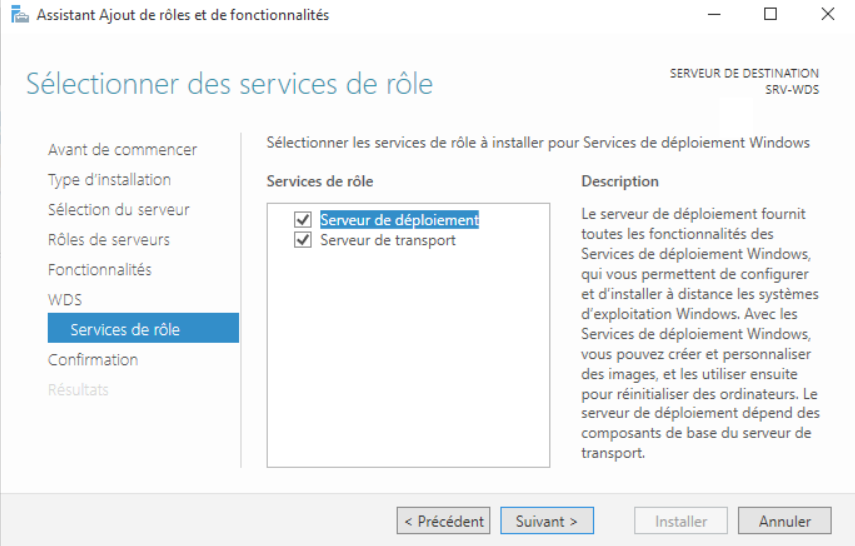 Assistant Ajout de rôles et de fonctionnalités
Sélectionner des services de rôle
SERVEUR DE DESTINATION
SRV-WDS
Avant de commencer
Type d'installation
Sélection du serveur
Rôles de serveurs
Fonctionnalités
WDS
Services de rôle
Confirmation
Résultats
Sélectionner les services de rôle à installer pour Services de déploiement Windows
Services de rôle
Serveur de déploiement
Serveur de transport
Description
Le serveur de déploiement fournit
toutes les fonctionnalités des
Services de déploiement Windows,
qui vous permettent de configurer
et d'installer à distance les systèmes
d'exploitation Windows. Avec les
Services de déploiement Windows,
vous pouvez créer et personnaliser
des images, et les utiliser ensuite
pour réinitialiser des ordinateurs. Le
serveur de déploiement dépend des
composants de base du serveur de
transport.
< Précédent
Suivant >
Installer
Annuler